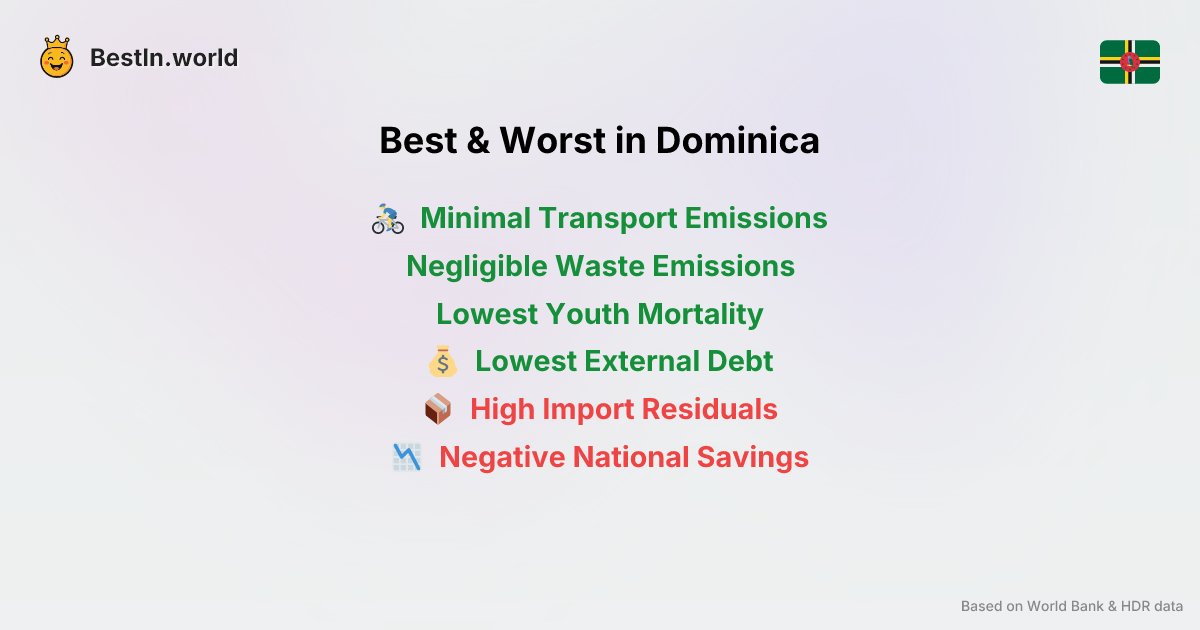 BestIn.world
Best & Worst in Dominica
Minimal Transport Emissions
Negligible Waste Emissions
Lowest Youth Mortality
Lowest External Debt
High Import Residuals
Negative National Savings
Based on World Bank & HDR data